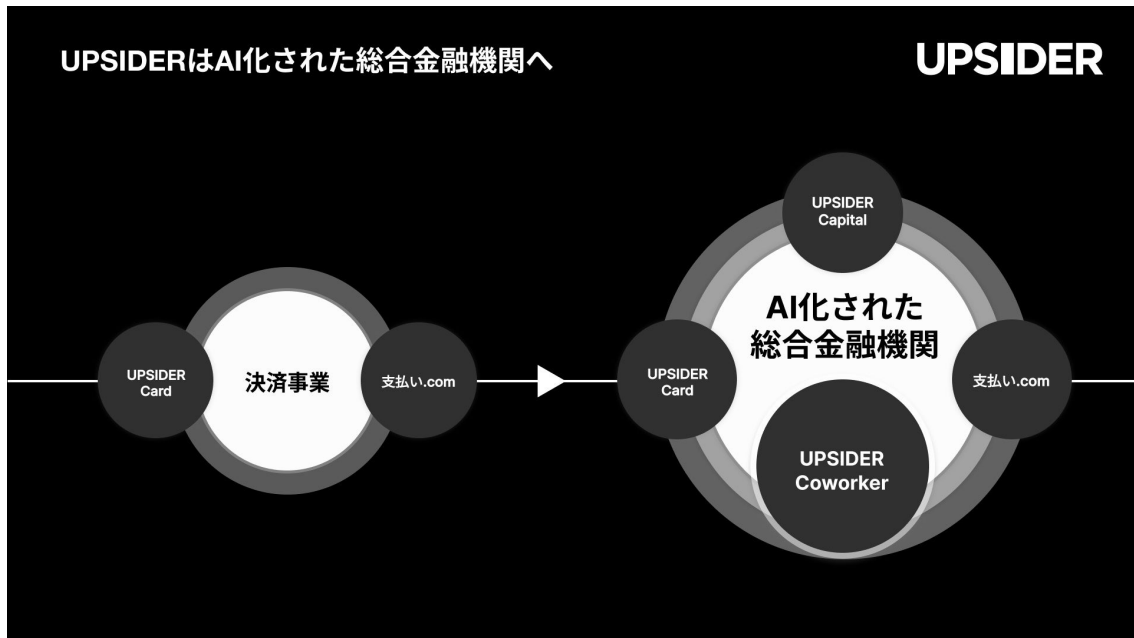 UPSIDERはAI化された総合金融機関へ
UPSIDER
UPSIDER
Card
決済事業
支払い.com
UPSIDER
Capital
AI化された
総合金融機関
UPSIDER
Card
支払い.com
UPSIDER
Coworker